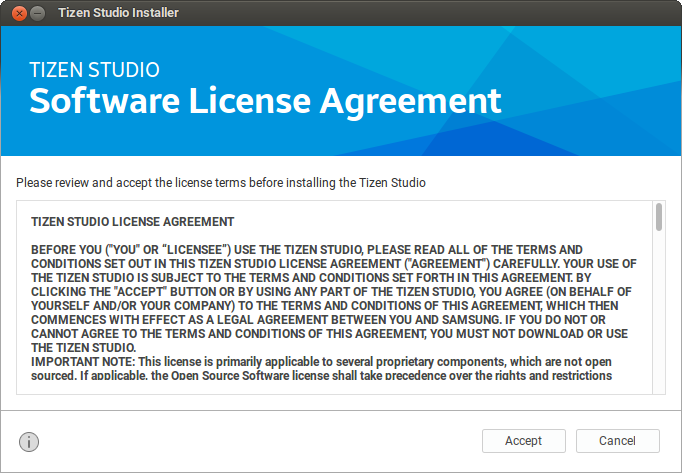 Tizen Studio Installer
TIZEN STUDIO
Software License Agreement
Please review and accept the license terms before installing the Tizen Studio
TIZEN STUDIO LICENSE AGREEMENT
BEFORE YOU ("YOU" OR “LICENSEE”) USE THE TIZEN STUDIO, PLEASE READ ALL OF THE TERMS AND
CONDITIONS SET OUT IN THIS TIZEN STUDIO LICENSE AGREEMENT ("AGREEMENT") CAREFULLY. YOUR USE OF
THE TIZEN STUDIO IS SUBJECT TO THE TERMS AND CONDITIONS SET FORTH IN THIS AGREEMENT. BY
CLICKING THE "ACCEPT" BUTTON OR BY USING ANY PART OF THE TIZEN STUDIO, YOU AGREE (ON BEHALF OF
YOURSELF AND/OR YOUR COMPANY) TO THE TERMS AND CONDITIONS OF THIS AGREEMENT, WHICH THEN
COMMENCES WITH EFFECT AS A LEGAL AGREEMENT BETWEEN YOU AND SAMSUNG. IF YOU DO NOT OR
CANNOT AGREE TO THE TERMS AND CONDITIONS OF THIS AGREEMENT, YOU MUST NOT DOWNLOAD OR USE
THE TIZEN STUDIO.
IMPORTANT NOTE: This license is primarily applicable to several proprietary components, which are not open
sourced. If applicable, the Open Source Software license shall take precedence over the rights and restrictions
Accept
Cancel